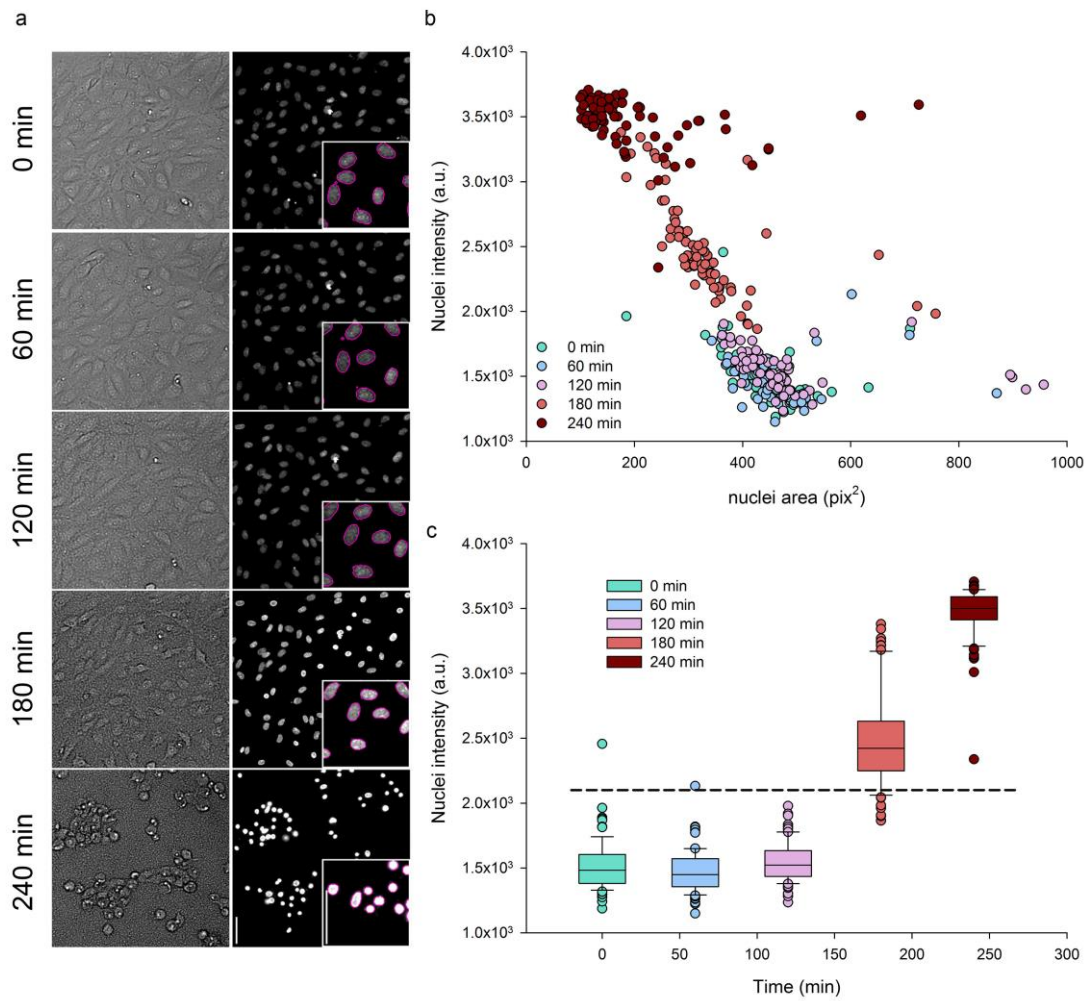 a
0 min
60 min
120 min
180 min
240 min
b
4.0x10³
3.5x10³
3.0x10³
2.5x10³
2.0x10³
1.5x10³
1.0x10³
Nuclei intensity (a.u.)
0 min
60 min
120 min
180 min
240 min
0 200 400 600 800 1000
nuclei area (pix²)
c
4.0x10³
3.5x10³
3.0x10³
2.5x10³
2.0x10³
1.5x10³
1.0x10³
Nuclei intensity (a.u.)
0 min
60 min
120 min
180 min
240 min
0 50 100 150 200 250 300
Time (min)